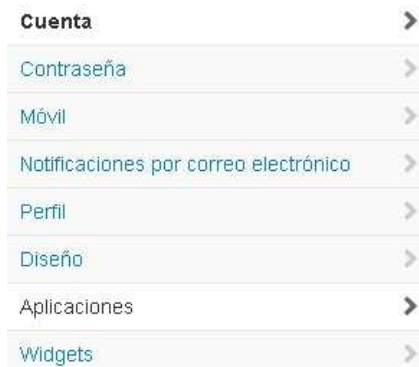 Cuenta
Contraseña
Móvil
Notificaciones por correo electrónico
Perfil
Diseño
Aplicaciones
Widgets